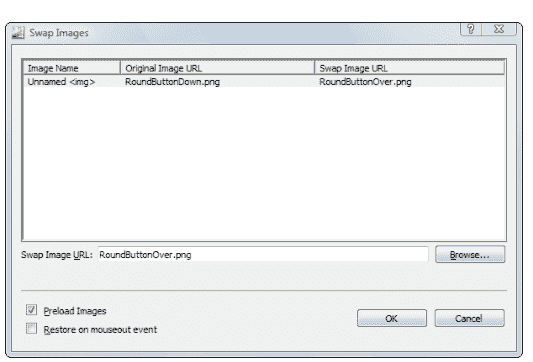 Swap Images
Image Name Original Image URL Swap Image URL
Unnamed <img> RoundButtonDown.png RoundButtonOver.png
Swap Image URL: RoundButtonOver.png Browse...
Preload Images
Restore on mouseout event
OK Cancel